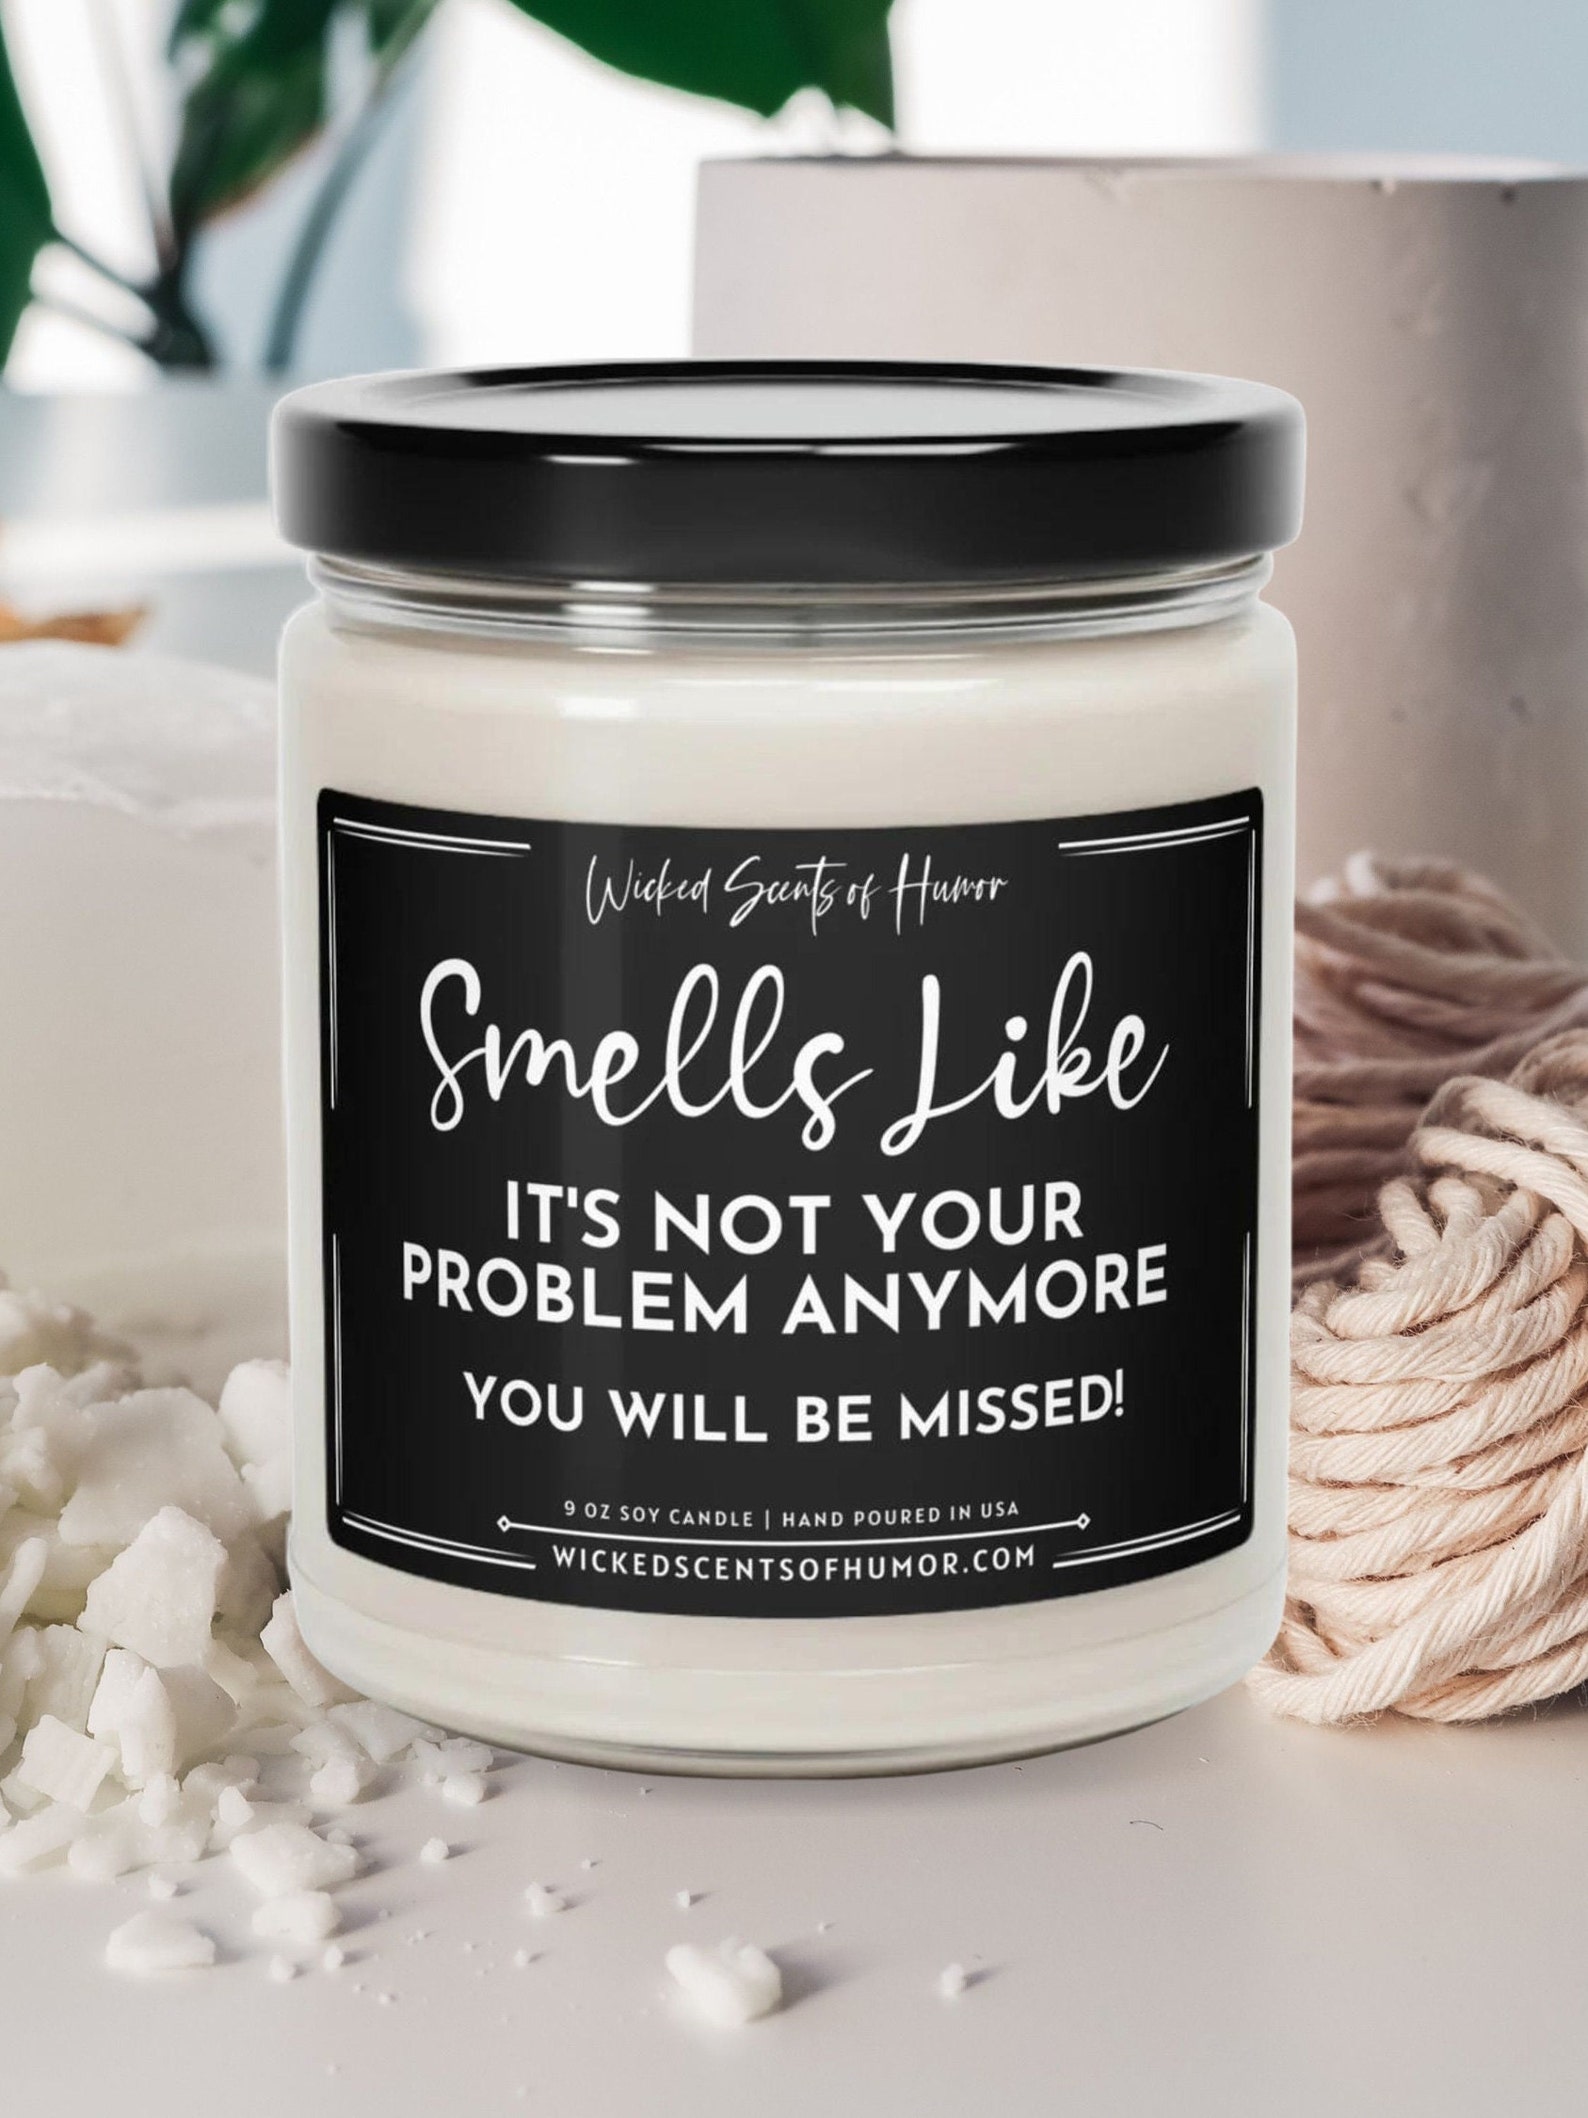 Wicked Scents of Humor
Smells Like
IT'S NOT YOUR
PROBLEM ANYMORE
YOU WILL BE MISSED!
9 OZ SOY CANDLE | HAND POURED IN USA
WICKEDSCENTSOFHUMOR.COM